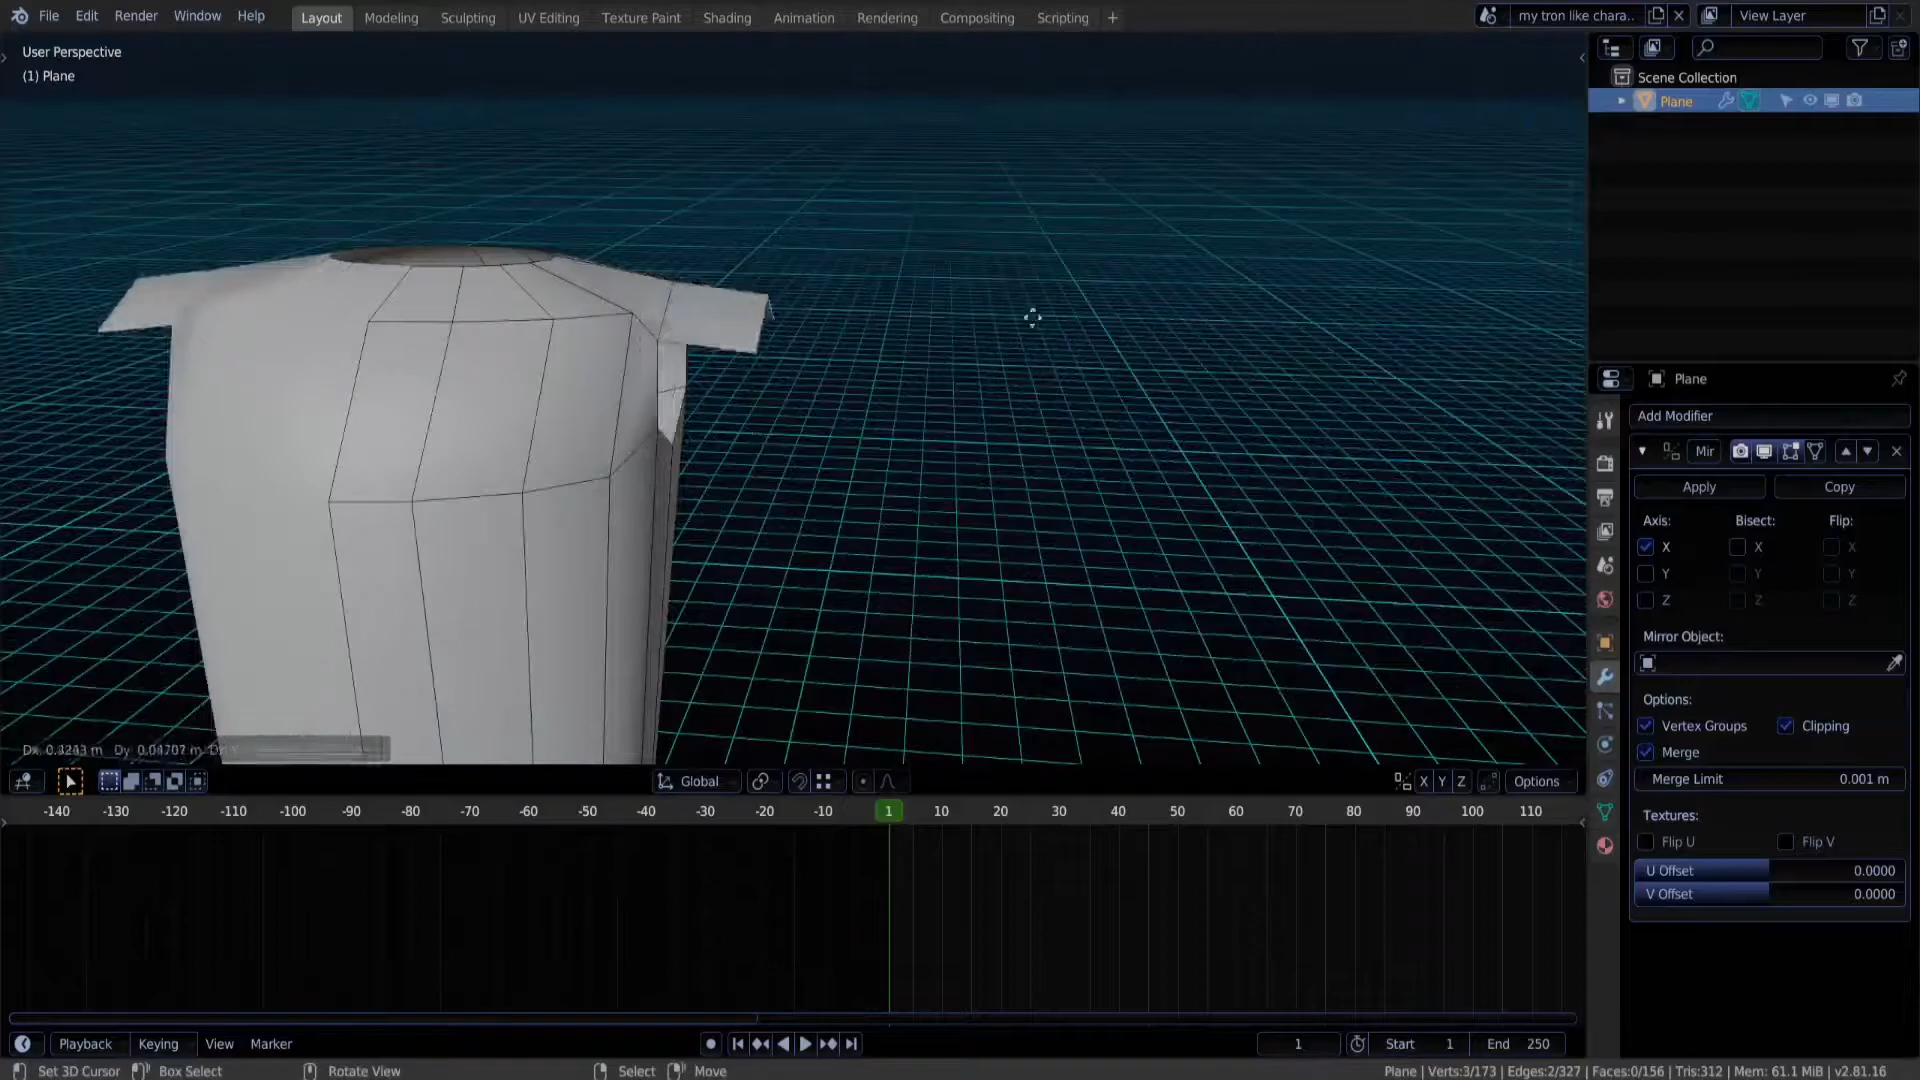 File Edit Render Window Help Layout Modeling Sculpting UV Editing Texture Paint Shading Animation Rendering Compositing Scripting + my tron like chara.. View Layer
User Perspective
(1) Plane
Scene Collection
Plane
Plane
Add Modifier
Mir
Apply Copy
Axis: Bisect: Flip:
X X X
Y Y Y
Z Z Z
Mirror Object:
Options:
Vertex Groups Clipping
Merge
Merge Limit 0.001 m
Textures:
Flip U Flip V
U Offset 0.0000
V Offset 0.0000
Dx: 0.3243 m Dy: 0.04707 m
Global X Y Z Options
-140 -130 -120 -110 -100 -90 -80 -70 -60 -50 -40 -30 -20 -10 1 10 20 30 40 50 60 70 80 90 100 110
Playback Keying View Marker 1 Start 1 End 250
Set 3D Cursor Box Select Rotate View Select Move Plane | Verts:3/173 | Edges:2/327 | Faces:0/156 | Tris:312 | Mem: 61.1 MiB | v2.81.16